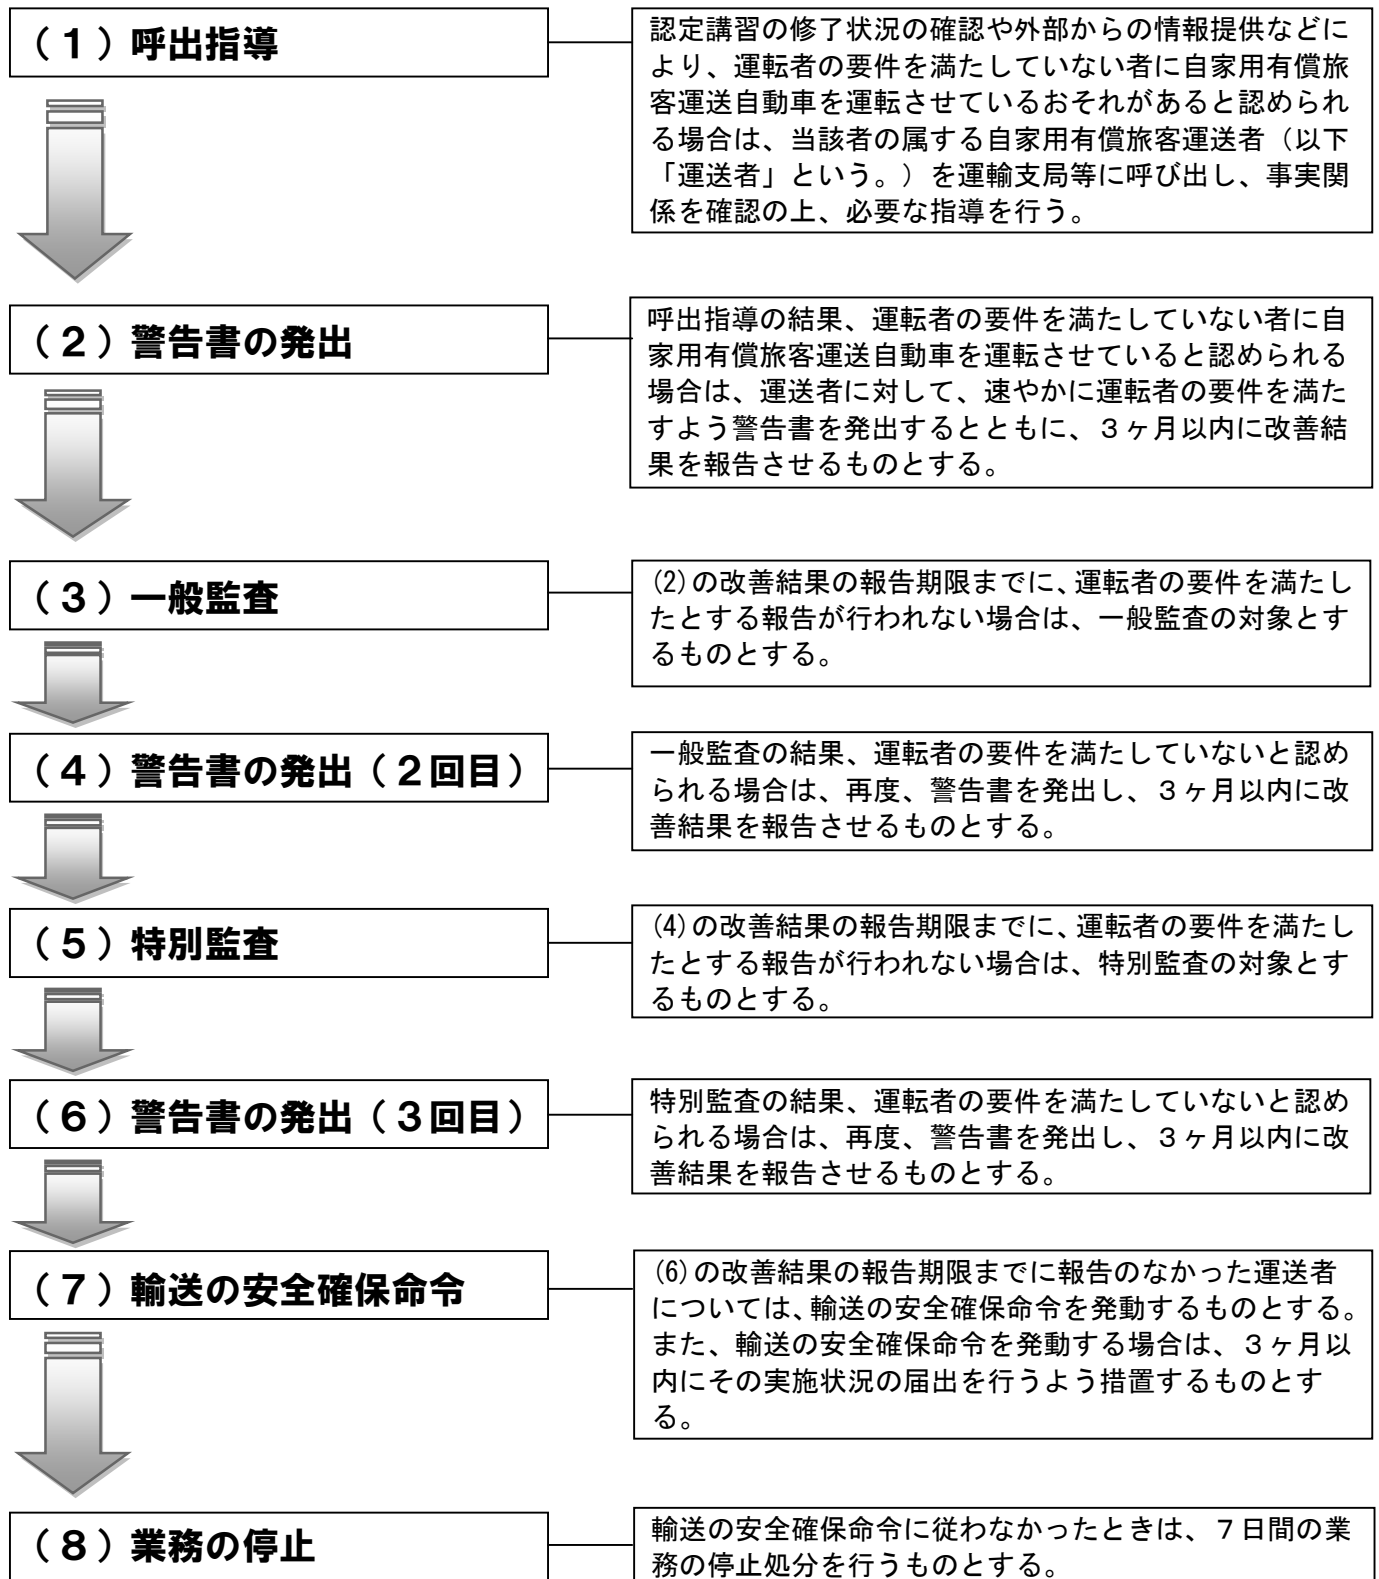 （１）呼出指導
認定講習の修了状況の確認や外部からの情報提供などに
より、運転者の要件を満たしていない者に自家用有償旅
客運送自動車を運転させているおそれがあると認められ
る場合は、当該者の属する自家用有償旅客運送者（以下
「運送者」という。）を運輸支局等に呼び出し、事実関
係を確認の上、必要な指導を行う。
（２）警告書の発出
呼出指導の結果、運転者の要件を満たしていない者に自
家用有償旅客運送自動車を運転させていると認められる
場合は、運送者に対して、速やかに運転者の要件を満た
すよう警告書を発出するとともに、３ヶ月以内に改善結
果を報告させるものとする。
（３）一般監査
(2)の改善結果の報告期限までに、運転者の要件を満たし
たとする報告が行われない場合は、一般監査の対象とす
るものとする。
（４）警告書の発出（２回目）
一般監査の結果、運転者の要件を満たしていないと認め
られる場合は、再度、警告書を発出し、３ヶ月以内に改
善結果を報告させるものとする。
（５）特別監査
(4)の改善結果の報告期限までに、運転者の要件を満たし
たとする報告が行われない場合は、特別監査の対象とす
るものとする。
（６）警告書の発出（３回目）
特別監査の結果、運転者の要件を満たしていないと認め
られる場合は、再度、警告書を発出し、３ヶ月以内に改
善結果を報告させるものとする。
（７）輸送の安全確保命令
(6)の改善結果の報告期限までに報告のなかった運送者
については、輸送の安全確保命令を発動するものとする。
また、輸送の安全確保命令を発動する場合は、３ヶ月以
内にその実施状況の届出を行うよう措置するものとす
る。
（８）業務の停止
輸送の安全確保命令に従わなかったときは、７日間の業
務の停止処分を行うものとする。